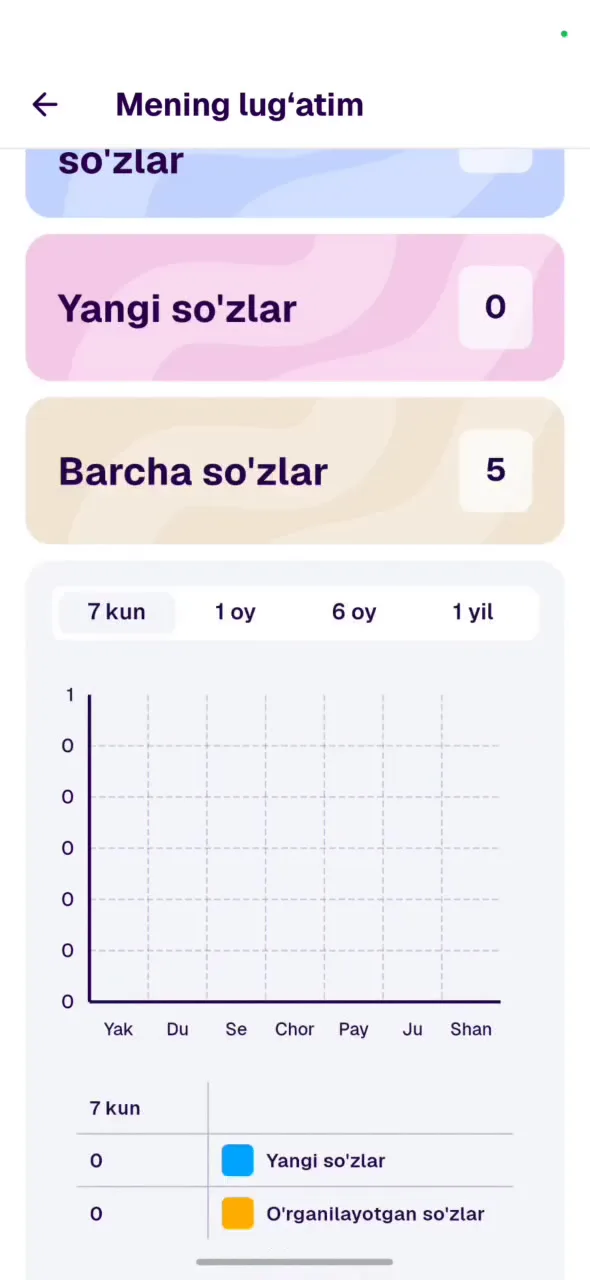 Mening lug‘atim
so'zlar
Yangi so'zlar
0
Barcha so'zlar
5
7 kun 1 oy 6 oy 1 yil
1
0
0
0
0
0
0
Yak Du Se Chor Pay Ju Shan
7 kun
0 Yangi so'zlar
0 O'rganilayotgan so'zlar